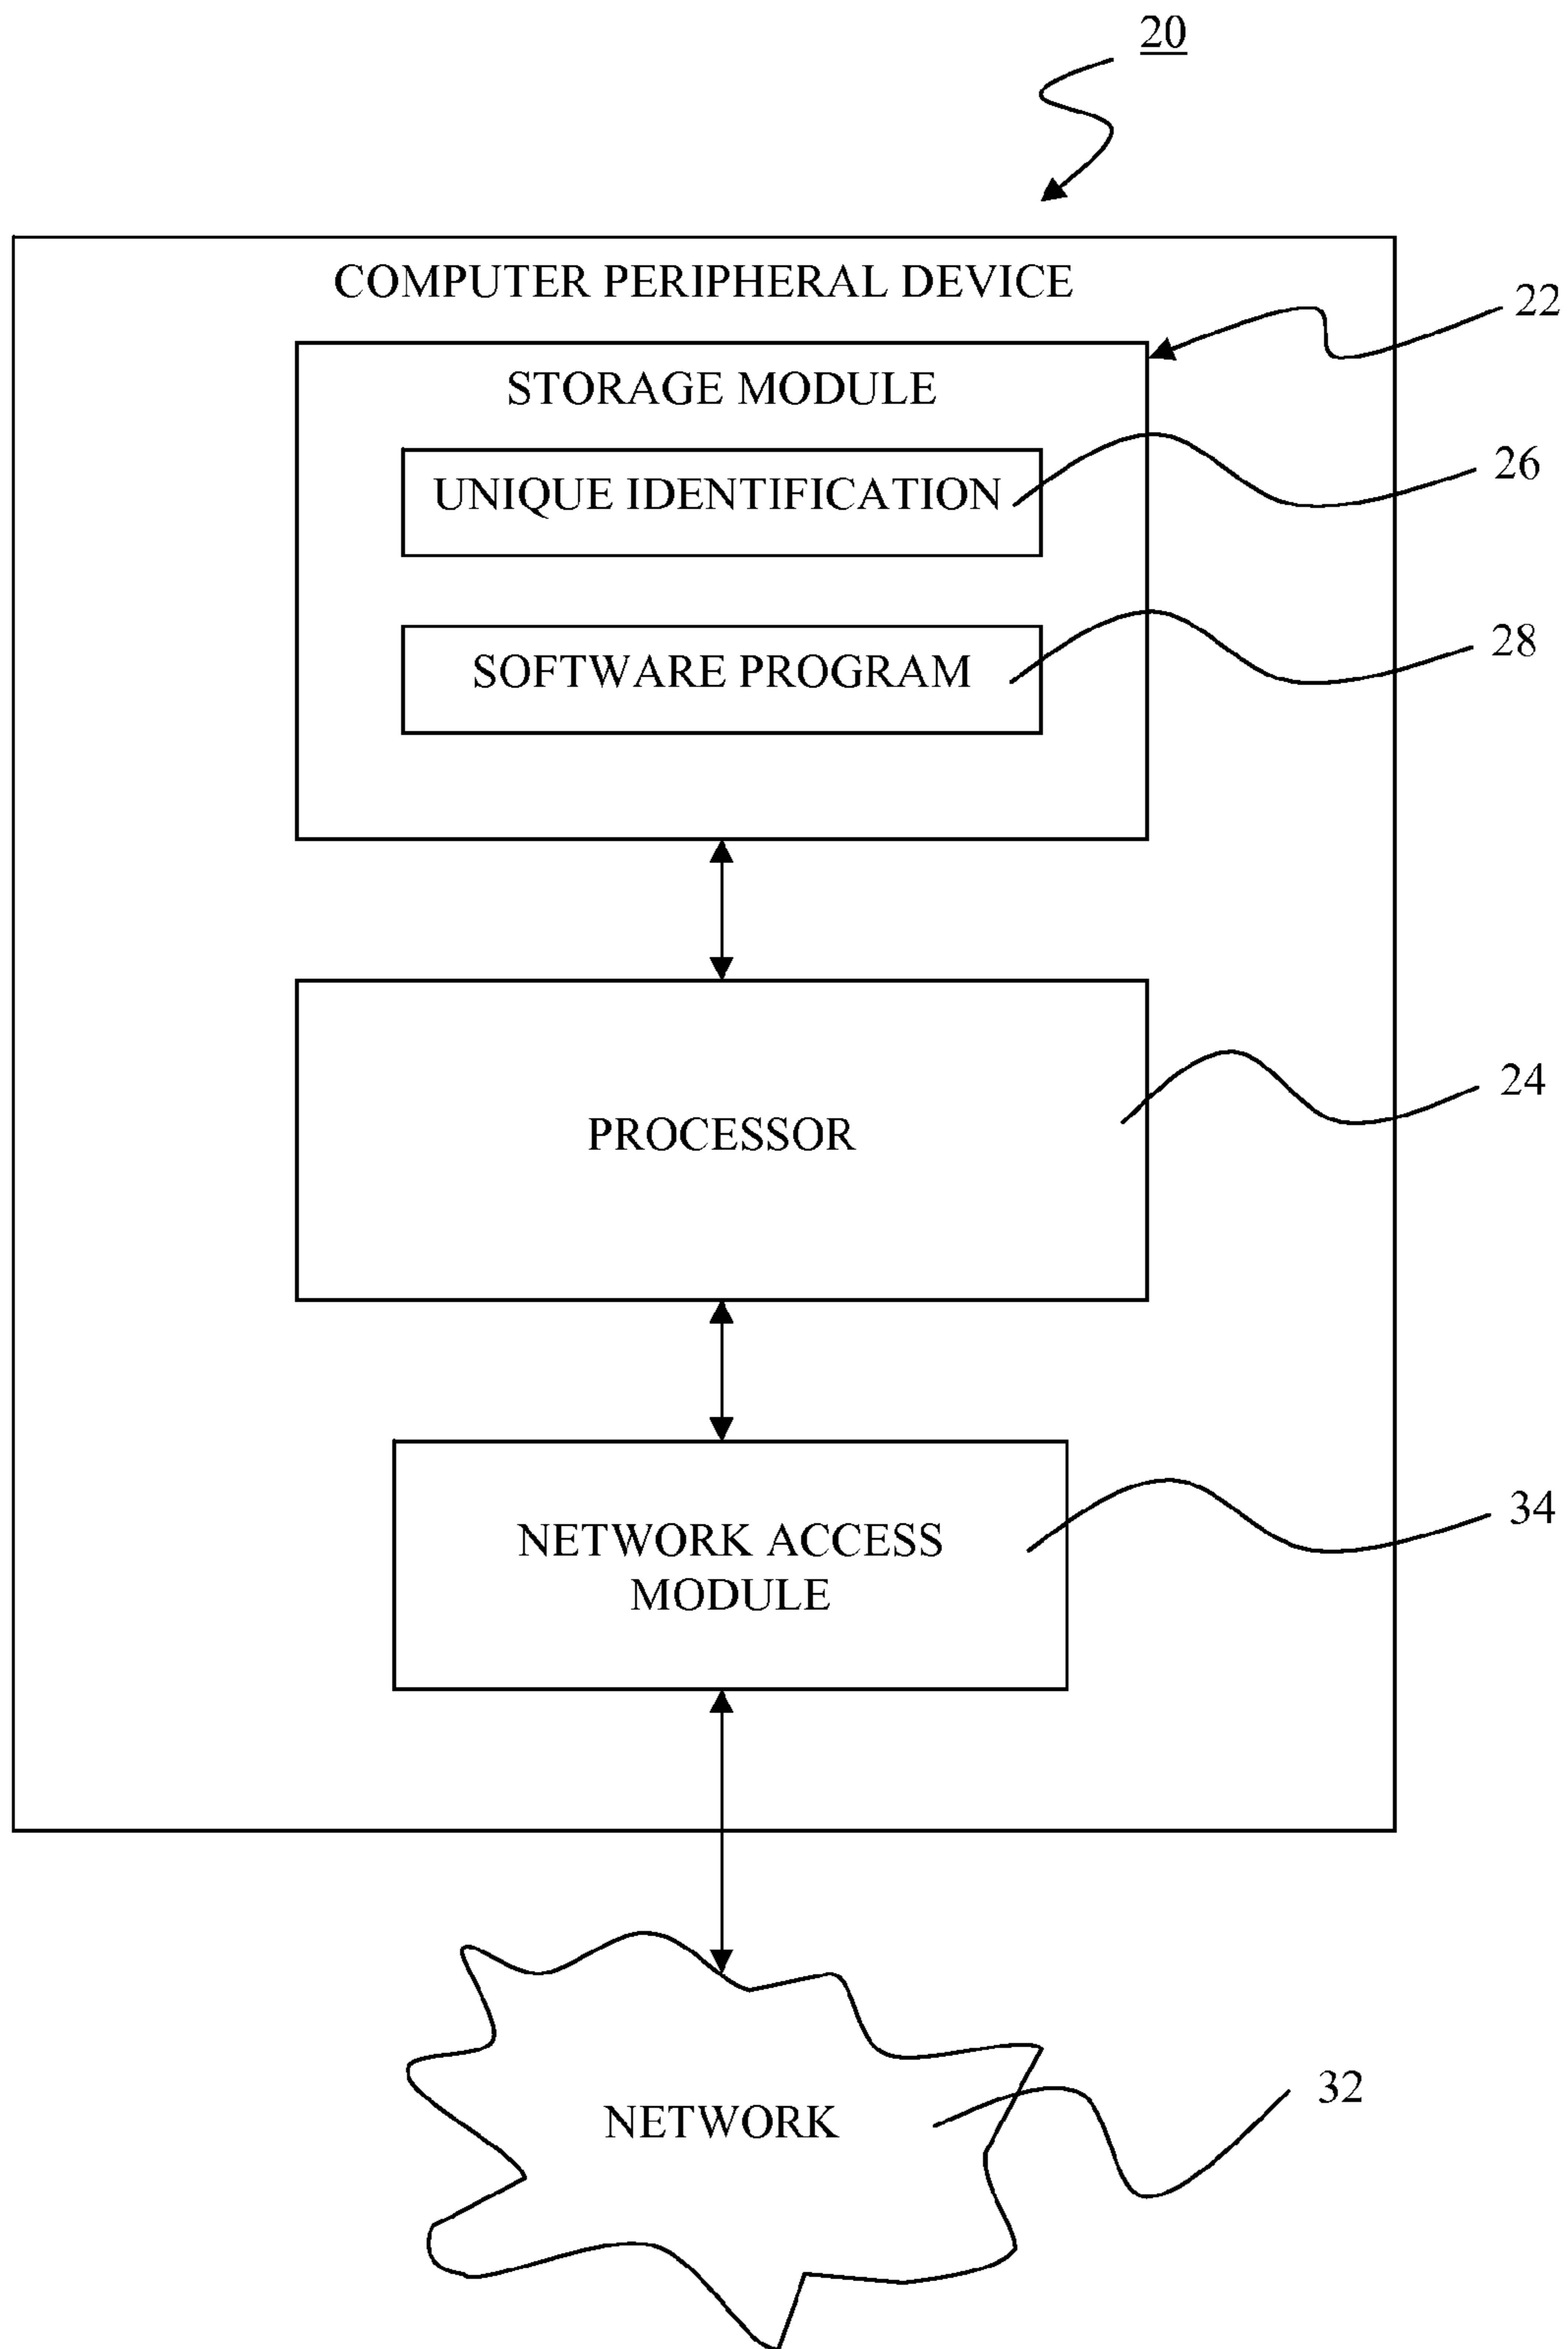 20
COMPUTER PERIPHERAL DEVICE
22
STORAGE MODULE
UNIQUE IDENTIFICATION
26
SOFTWARE PROGRAM
28
PROCESSOR
24
NETWORK ACCESS
MODULE
34
NETWORK
32